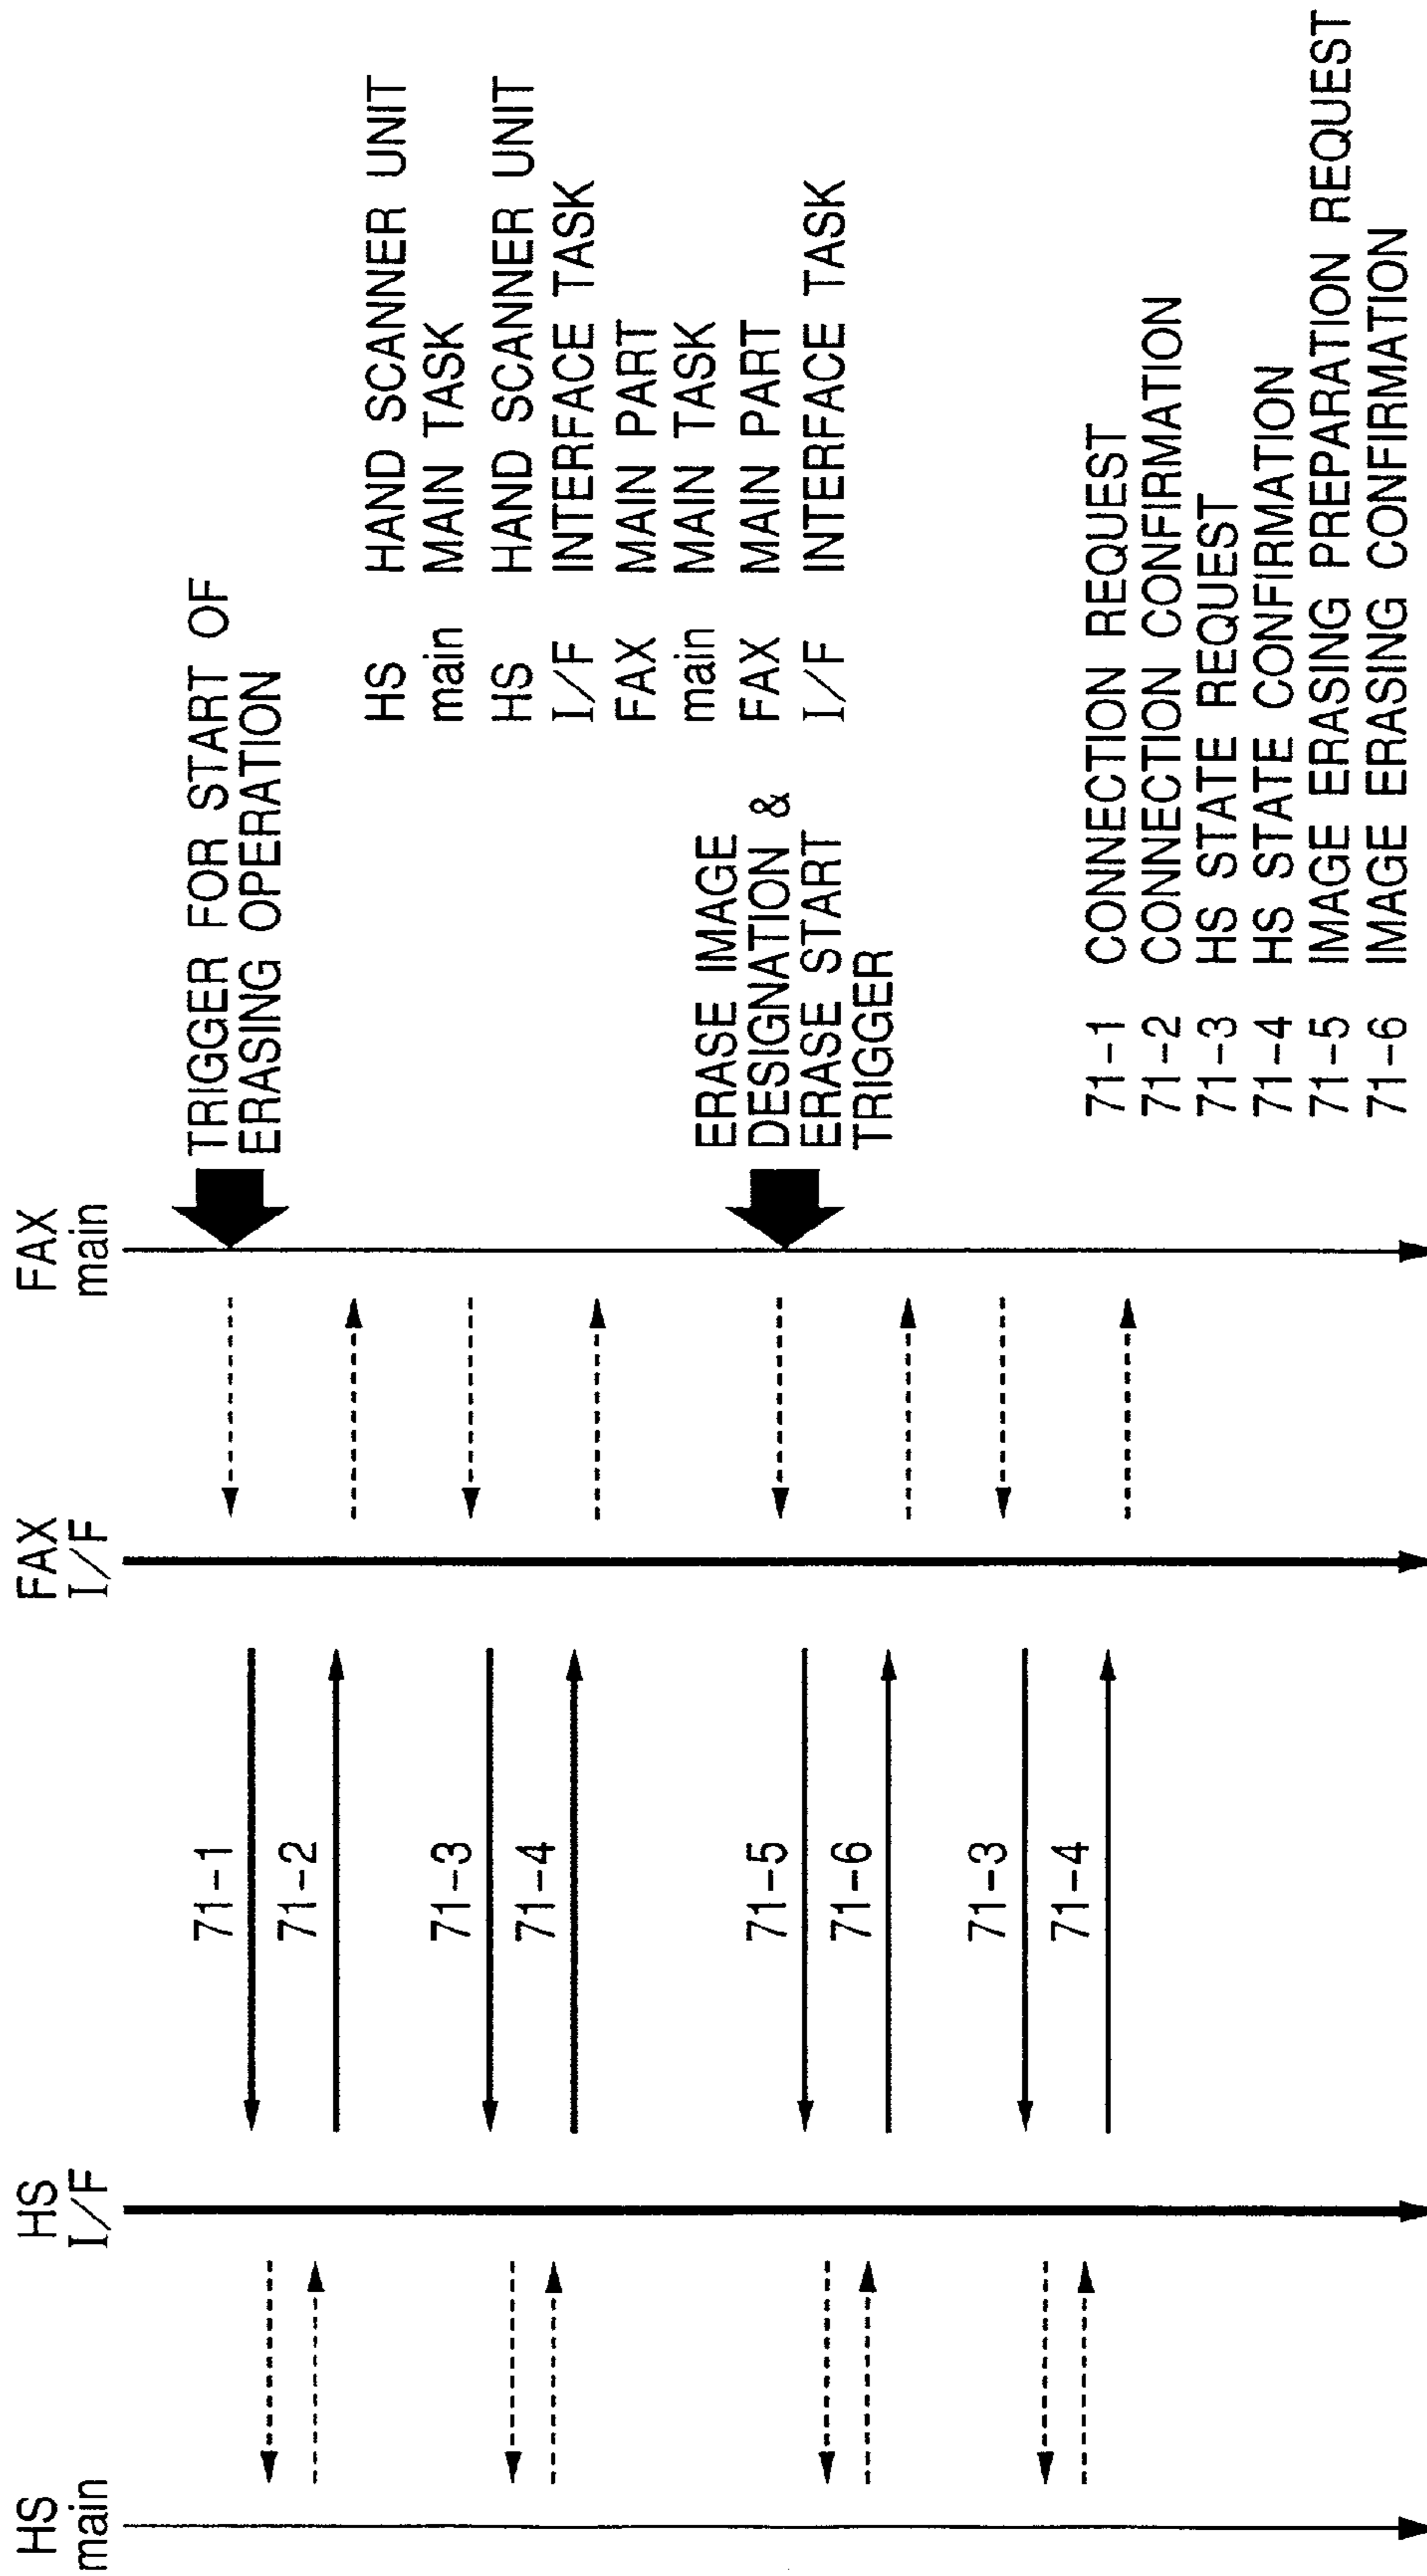 HS
main
HS
I/F
FAX
I/F
FAX
main
TRIGGER FOR START OF
ERASING OPERATION
71-1
71-2
71-3
71-4
ERASE IMAGE
DESIGNATION &
ERASE START
TRIGGER
71-5
71-6
71-3
71-4
HS HAND SCANNER UNIT
main MAIN TASK
HS HAND SCANNER UNIT
I/F INTERFACE TASK
FAX MAIN PART
main MAIN TASK
FAX MAIN PART
I/F INTERFACE TASK
71-1 CONNECTION REQUEST
71-2 CONNECTION CONFIRMATION
71-3 HS STATE REQUEST
71-4 HS STATE CONFIRMATION
71-5 IMAGE ERASING PREPARATION REQUEST
71-6 IMAGE ERASING CONFIRMATION